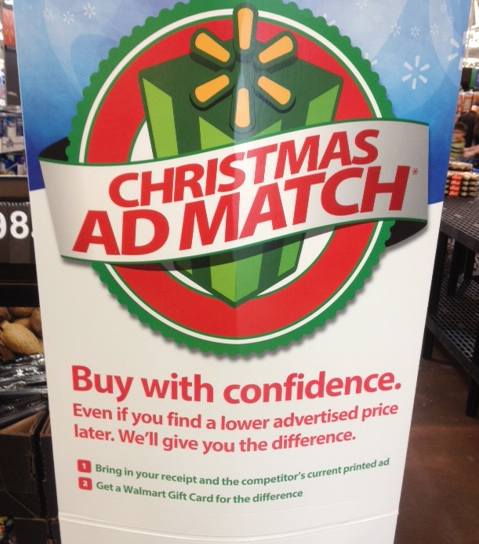 CHRISTMAS
AD MATCH*
98
Buy with confidence.
Even if you find a lower advertised price
later. We'll give you the difference.
1 Bring in your receipt and the competitor's current printed ad
2 Get a Walmart Gift Card for the difference